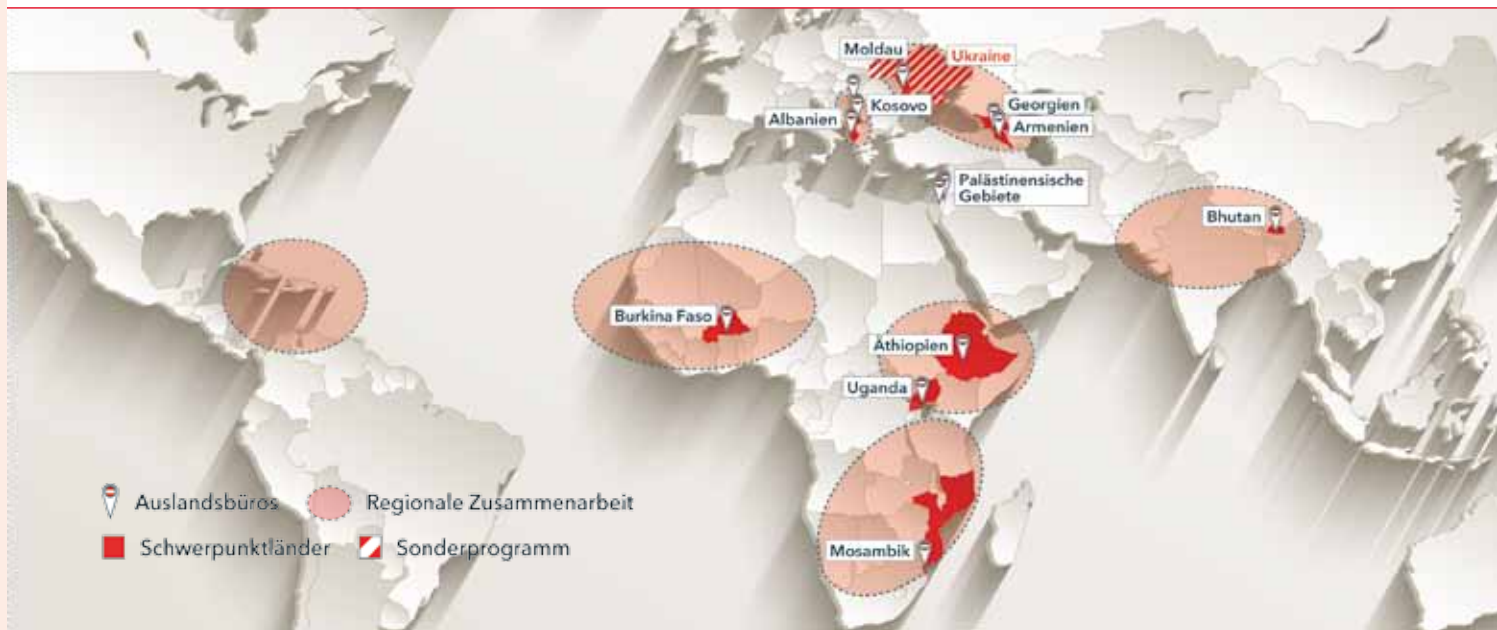 Moldau
Ukraine
Kosovo
Albanien
Georgien
Armenien
Palästinensische
Gebiete
Bhutan
Burkina Faso
Äthiopien
Uganda
Mosambik
Auslandsbüros
Regionale Zusammenarbeit
Schwerpunktländer
Sonderprogramm